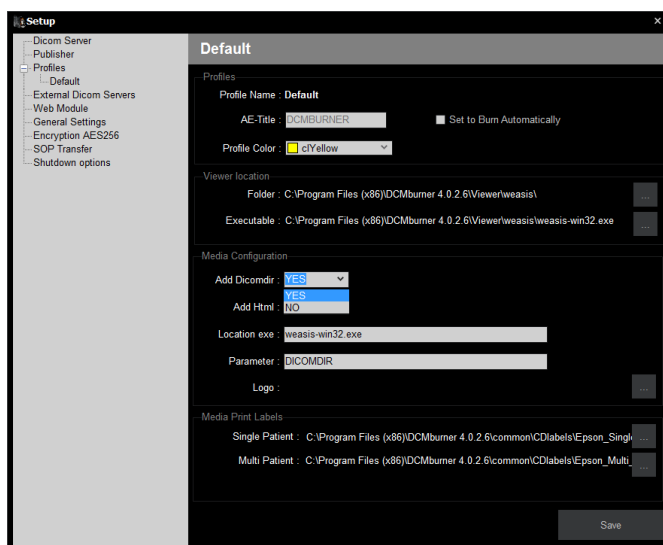 Setup
Dicom Server
Publisher
Profiles
Default
External Dicom Servers
Web Module
General Settings
Encryption AES256
SOP Transfer
Shutdown options
Default
Profiles
Profile Name : Default
AE-Title : DCMBURNER Set to Burn Automatically
Profile Color : clYellow
Viewer location
Folder : C:\Program Files (x86)\DCMburner 4.0.2.6\Viewer\weasis\ ...
Executable : C:\Program Files (x86)\DCMburner 4.0.2.6\Viewer\weasis\weasis-win32.exe ...
Media Configuration
Add Dicomdir : YES
YES
Add Html : NO
Location exe : weasis-win32.exe
Parameter : DICOMDIR
Logo : ...
Media Print Labels
Single Patient : C:\Program Files (x86)\DCMburner 4.0.2.6\common\CDlabels\Epson_Singl ...
Multi Patient : C:\Program Files (x86)\DCMburner 4.0.2.6\common\CDlabels\Epson_Multi_ ...
Save